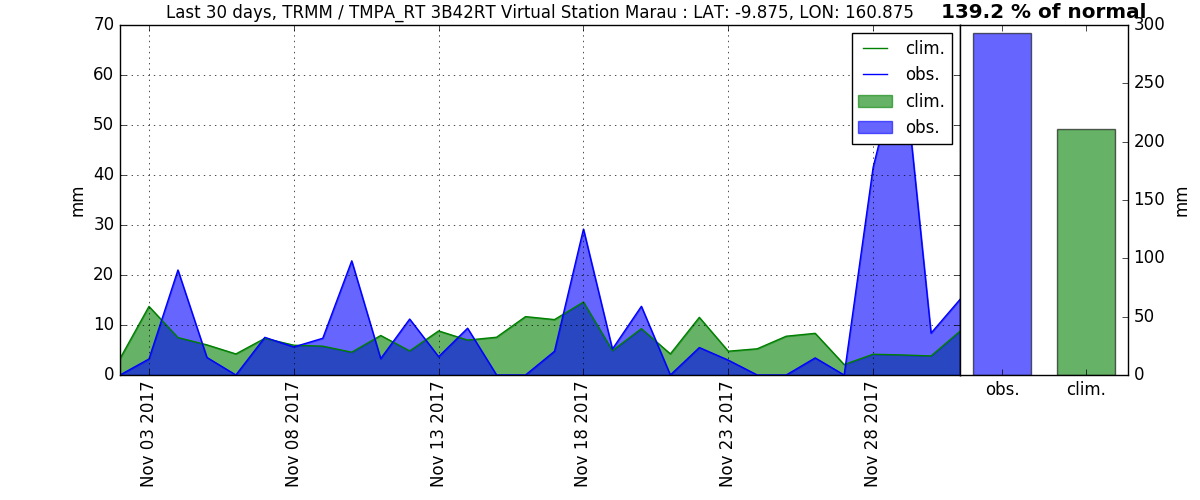 Last 30 days, TRMM / TMPA_RT 3B42RT Virtual Station Marau : LAT: -9.875, LON: 160.875
139.2 % of normal
70
60
50
40
30
20
10
0
mm
clim.
obs.
clim.
obs.
300
250
200
150
100
50
0
mm
obs.
clim.
Nov 03 2017
Nov 08 2017
Nov 13 2017
Nov 18 2017
Nov 23 2017
Nov 28 2017